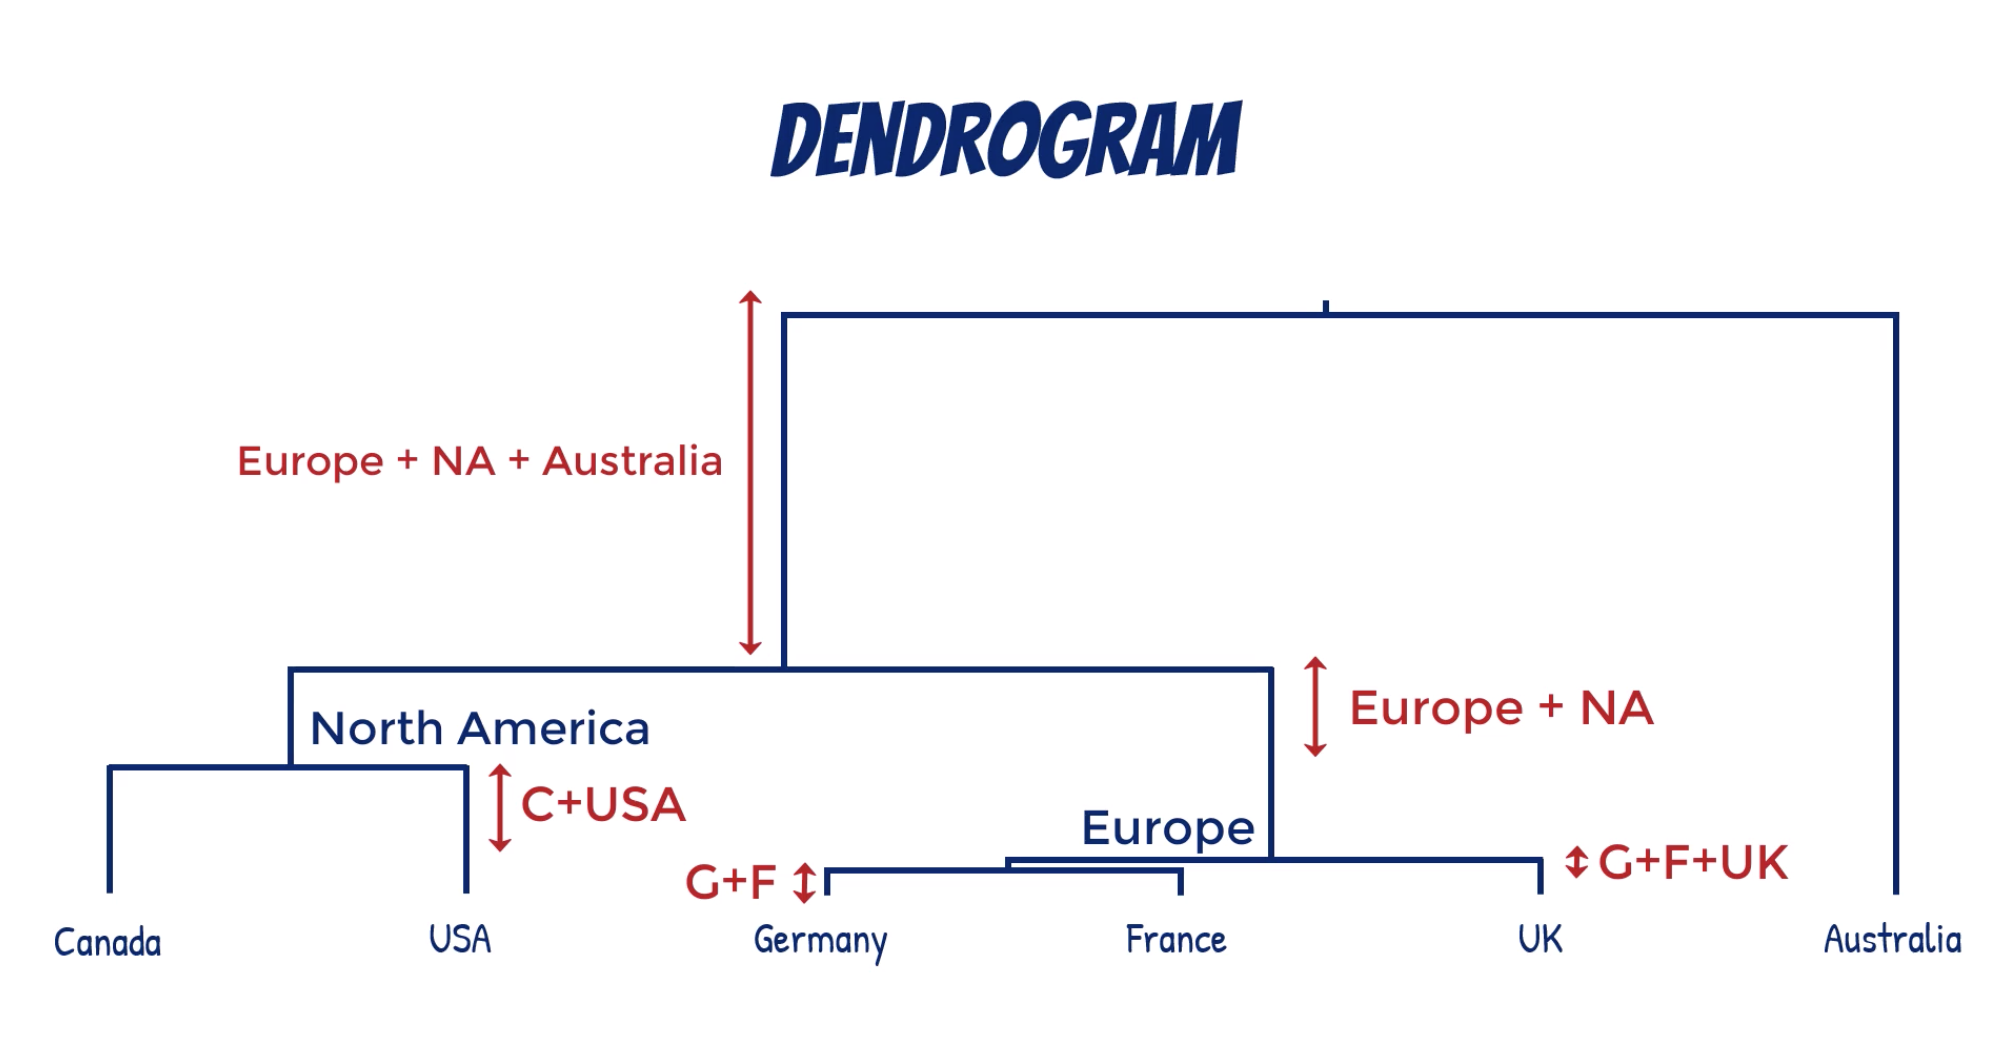 DENDROGRAM
Europe + NA + Australia
North America
Europe + NA
C+USA
Europe
G+F
G+F+UK
Canada
USA
Germany
France
UK
Australia